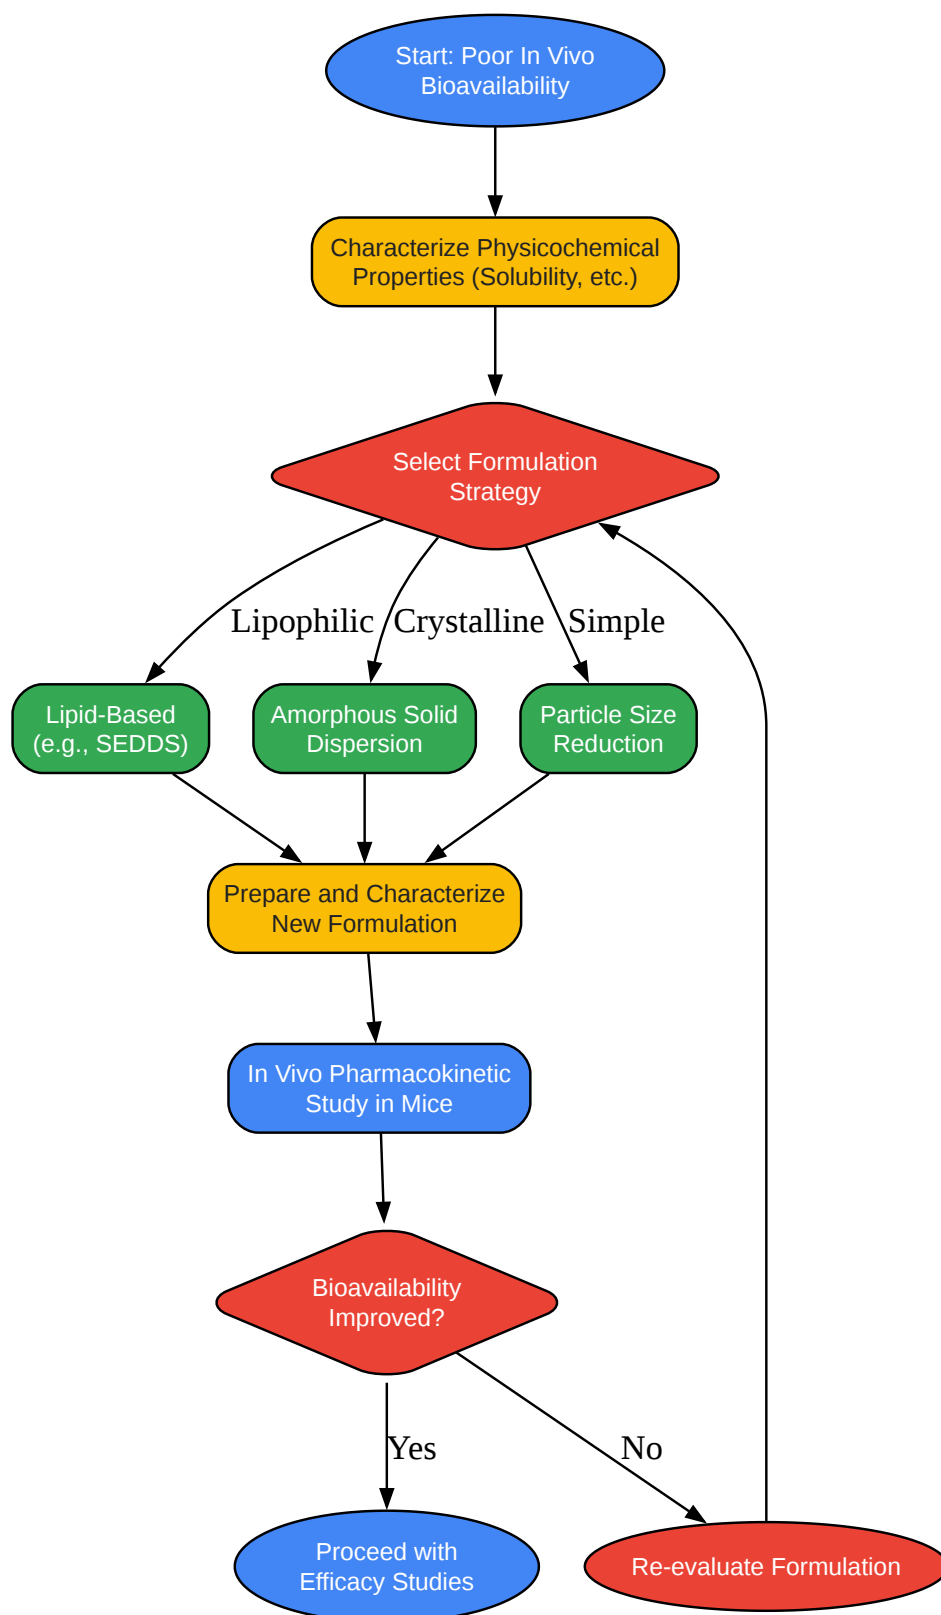 Start: Poor In Vivo
Bioavailability
Characterize Physicochemical
Properties (Solubility, etc.)
Select Formulation
Strategy
Lipophilic
Crystalline
Simple
Lipid-Based
(e.g., SEDDS)
Amorphous Solid
Dispersion
Particle Size
Reduction
Prepare and Characterize
New Formulation
In Vivo Pharmacokinetic
Study in Mice
Bioavailability
Improved?
Yes
No
Proceed with
Efficacy Studies
Re-evaluate Formulation